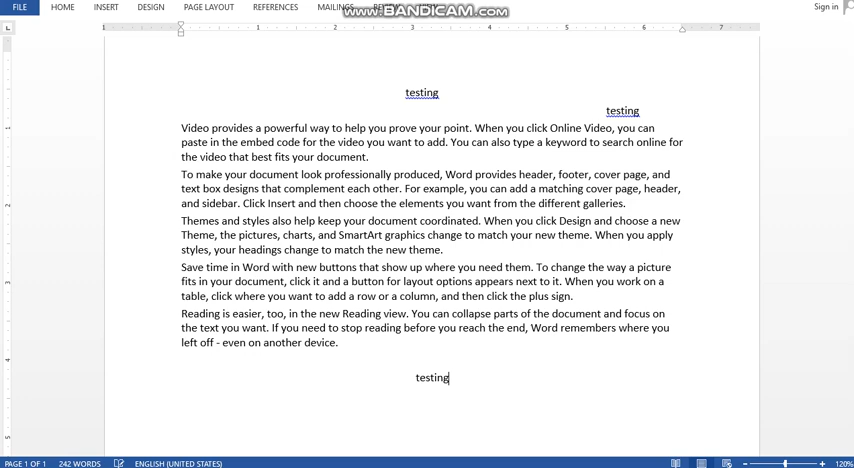 www.BANDICAM.com
FILE HOME INSERT DESIGN PAGE LAYOUT REFERENCES MAILINGS Sign in
1 1 2 3 4 5 6 7
testing
testing
Video provides a powerful way to help you prove your point. When you click Online Video, you can
paste in the embed code for the video you want to add. You can also type a keyword to search online for
the video that best fits your document.
To make your document look professionally produced, Word provides header, footer, cover page, and
text box designs that complement each other. For example, you can add a matching cover page, header,
and sidebar. Click Insert and then choose the elements you want from the different galleries.
Themes and styles also help keep your document coordinated. When you click Design and choose a new
Theme, the pictures, charts, and SmartArt graphics change to match your new theme. When you apply
styles, your headings change to match the new theme.
Save time in Word with new buttons that show up where you need them. To change the way a picture
fits in your document, click it and a button for layout options appears next to it. When you work on a
table, click where you want to add a row or a column, and then click the plus sign.
Reading is easier, too, in the new Reading view. You can collapse parts of the document and focus on
the text you want. If you need to stop reading before you reach the end, Word remembers where you
left off - even on another device.
testing
1
2
3
4
5
PAGE 1 OF 1 242 WORDS ENGLISH (UNITED STATES) 120%